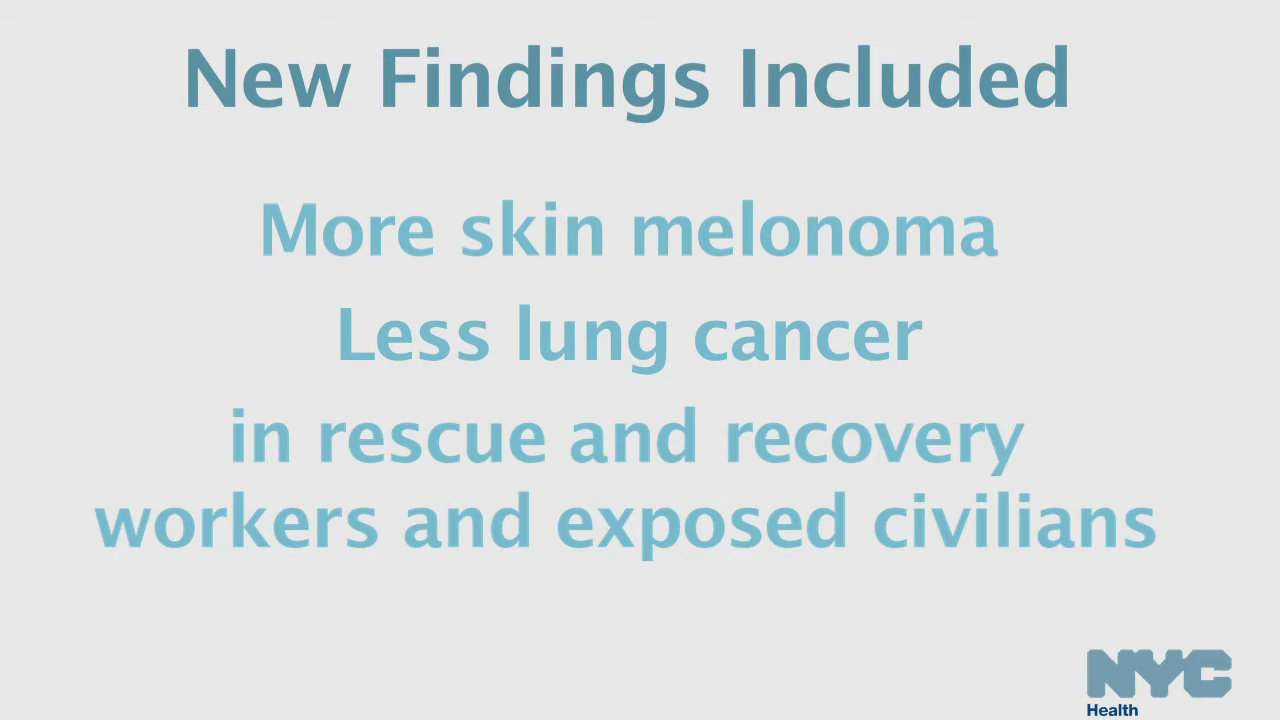 New Findings Included
More skin melonoma
Less lung cancer
in rescue and recovery
workers and exposed civilians
NYC
Health